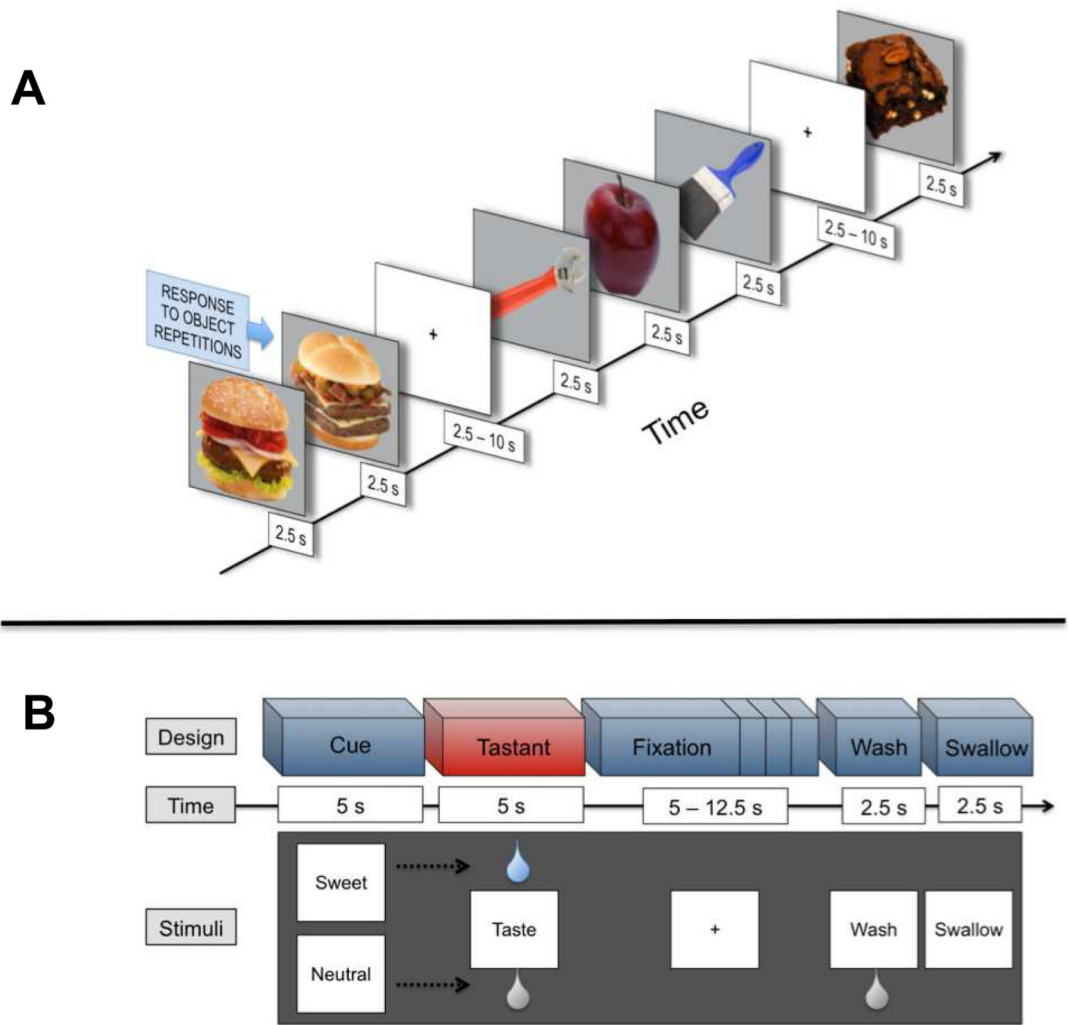 A
RESPONSE
TO OBJECT
REPETITIONS
+
+
2.5 s
2.5 s
2.5 – 10 s
2.5 s
2.5 s
2.5 s
2.5 – 10 s
2.5 s
Time
B
Design
Cue
Tastant
Fixation
Wash
Swallow
Time
5 s
5 s
5 – 12.5 s
2.5 s
2.5 s
Stimuli
Sweet
Neutral
Taste
+
Wash
Swallow